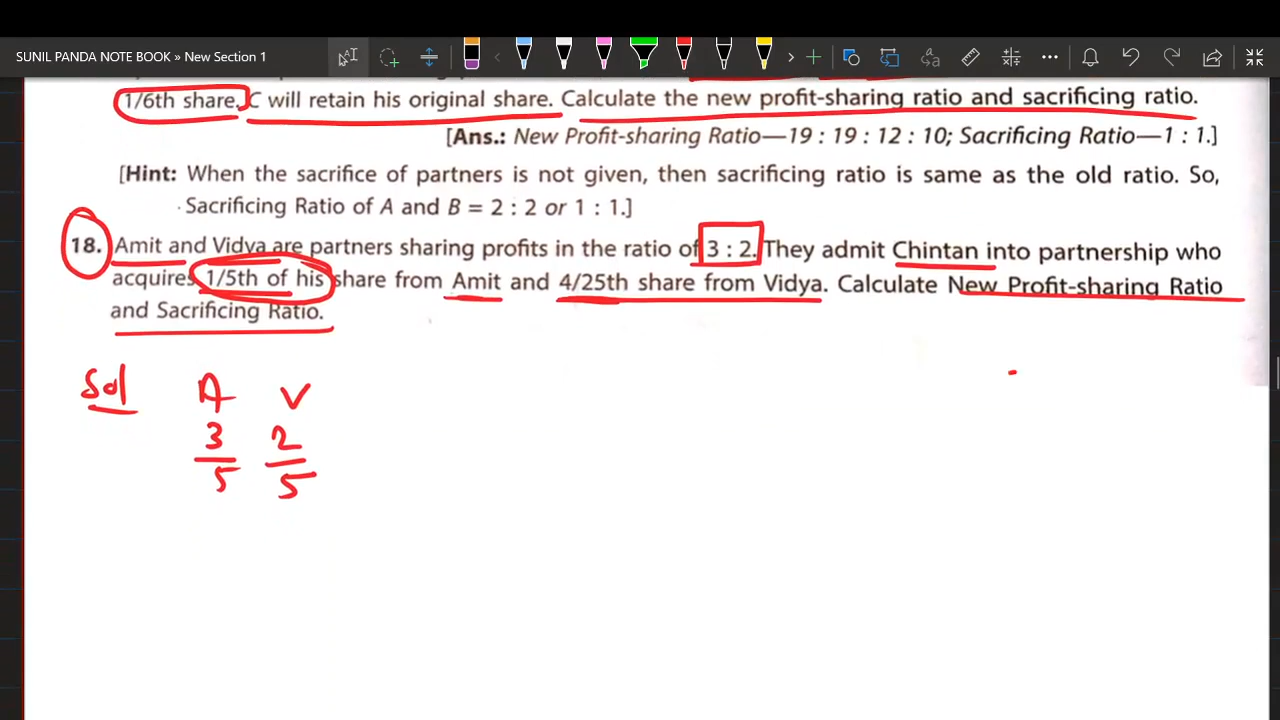 SUNIL PANDA NOTE BOOK » New Section 1
1/6th share. C will retain his original share. Calculate the new profit-sharing ratio and sacrificing ratio.
[Ans.: New Profit-sharing Ratio—19 : 19 : 12 : 10; Sacrificing Ratio—1 : 1.]
[Hint: When the sacrifice of partners is not given, then sacrificing ratio is same as the old ratio. So,
Sacrificing Ratio of A and B = 2 : 2 or 1 : 1.]
18. Amit and Vidya are partners sharing profits in the ratio of 3 : 2. They admit Chintan into partnership who
acquires 1/5th of his share from Amit and 4/25th share from Vidya. Calculate New Profit-sharing Ratio
and Sacrificing Ratio.
Sol A V
3 2
5 5